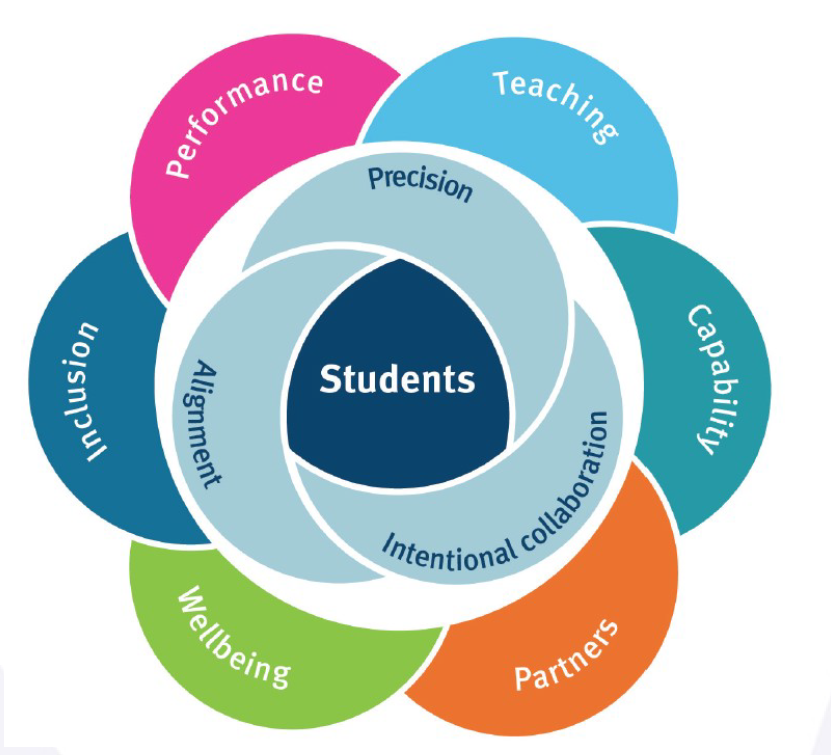 Performance
Teaching
Precision
Capability
Inclusion
Students
Alignment
Intentional collaboration
Wellbeing
Partners